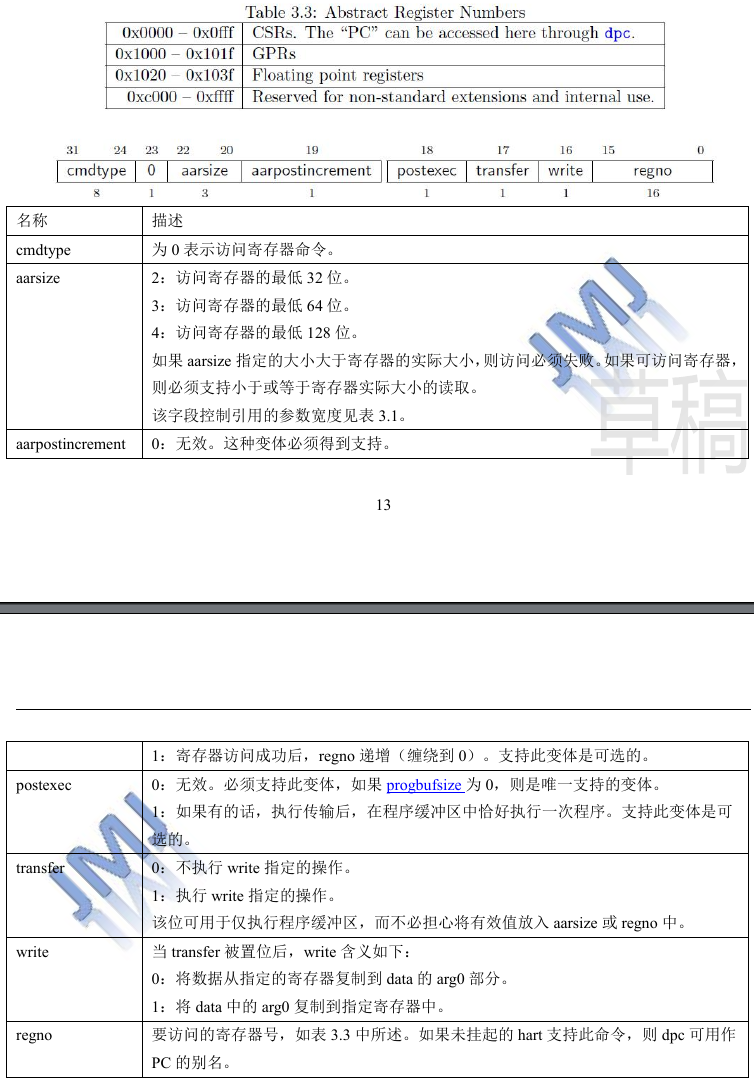 Table 3.3: Abstract Register Numbers
0x0000 – 0x0fff CSRs. The “PC” can be accessed here through dpc.
0x1000 – 0x101f GPRs
0x1020 – 0x103f Floating point registers
0xc000 – 0xffff Reserved for non-standard extensions and internal use.
31 24 23 22 20 19 18 17 16 15 0
cmdtype 0 aarsize aarpostincrement postexec transfer write regno
8 1 3 1 1 1 1 16
名称 描述
cmdtype 为 0 表示访问寄存器命令。
aarsize 2：访问寄存器的最低 32 位。
3：访问寄存器的最低 64 位。
4：访问寄存器的最低 128 位。
如果 aarsize 指定的大小大于寄存器的实际大小，则访问必须失败。如果可访问寄存器，
则必须支持小于或等于寄存器实际大小的读取。
该字段控制引用的参数宽度见表 3.1。
aarpostincrement 0：无效。这种变体必须得到支持。
JMJ
草稿
13
1：寄存器访问成功后，regno 递增（缠绕到 0）。支持此变体是可选的。
postexec 0：无效。必须支持此变体，如果 progbufsize 为 0，则是唯一支持的变体。
1：如果有的话，执行传输后，在程序缓冲区中恰好执行一次程序。支持此变体是可
选的。
transfer 0：不执行 write 指定的操作。
1：执行 write 指定的操作。
该位可用于仅执行程序缓冲区，而不必担心将有效值放入 aarsize 或 regno 中。
JMJ
write 当 transfer 被置位后，write 含义如下：
0：将数据从指定的寄存器复制到 data 的 arg0 部分。
1：将 data 中的 arg0 复制到指定寄存器中。
regno 要访问的寄存器号，如表 3.3 中所述。如果未挂起的 hart 支持此命令，则 dpc 可用作
PC 的别名。